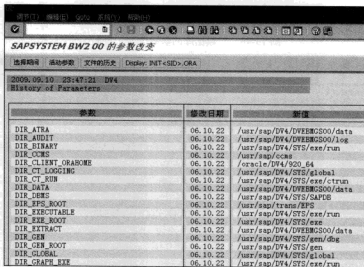 SAPSYSTEM BW2 00 的参数改变
选择期间 活动参数 文件的历史 Display: INIT<SID>.ORA
2009.09.10 23:47:21 DV4
History of Parameters
参数 修改日期 新值
DIR_ATRA 06.10.22 /usr/sap/DV4/DVEBMGS00/data
DIR_AUDIT 06.10.22 /usr/sap/DV4/DVEBMGS00/log
DIR_BINARY 06.10.22 /usr/sap/DV4/SYS/exe/run
DIR_CCMS 06.10.22 /usr/sap/ccms
DIR_CLIENT_ORAHOME 06.10.22 /oracle/DV4/920_64
DIR_CT_LOGGING 06.10.22 /usr/sap/DV4/SYS/global
DIR_CT_RUN 06.10.22 /usr/sap/DV4/SYS/exe/ctrun
DIR_DATA 06.10.22 /usr/sap/DV4/DVEBMGS00/data
DIR_DBMS 06.10.22 /usr/sap/DV4/SYS/SAPDB
DIR_EPS_ROOT 06.10.22 /usr/sap/trans/EPS
DIR_EXECUTABLE 06.10.22 /usr/sap/DV4/SYS/exe/run
DIR_EXE_ROOT 06.10.22 /usr/sap/DV4/SYS/exe
DIR_EXTRACT 06.10.22 /usr/sap/DV4/DVEBMGS00/data
DIR_GEN 06.10.22 /usr/sap/DV4/SYS/gen/dbg
DIR_GEN_ROOT 06.10.22 /usr/sap/DV4/SYS/gen
DIR_GLOBAL 06.10.22 /usr/sap/DV4/SYS/global
DIR_GRAPH_EXE 06.10.22 /usr/sap/DV4/SYS/exe/run